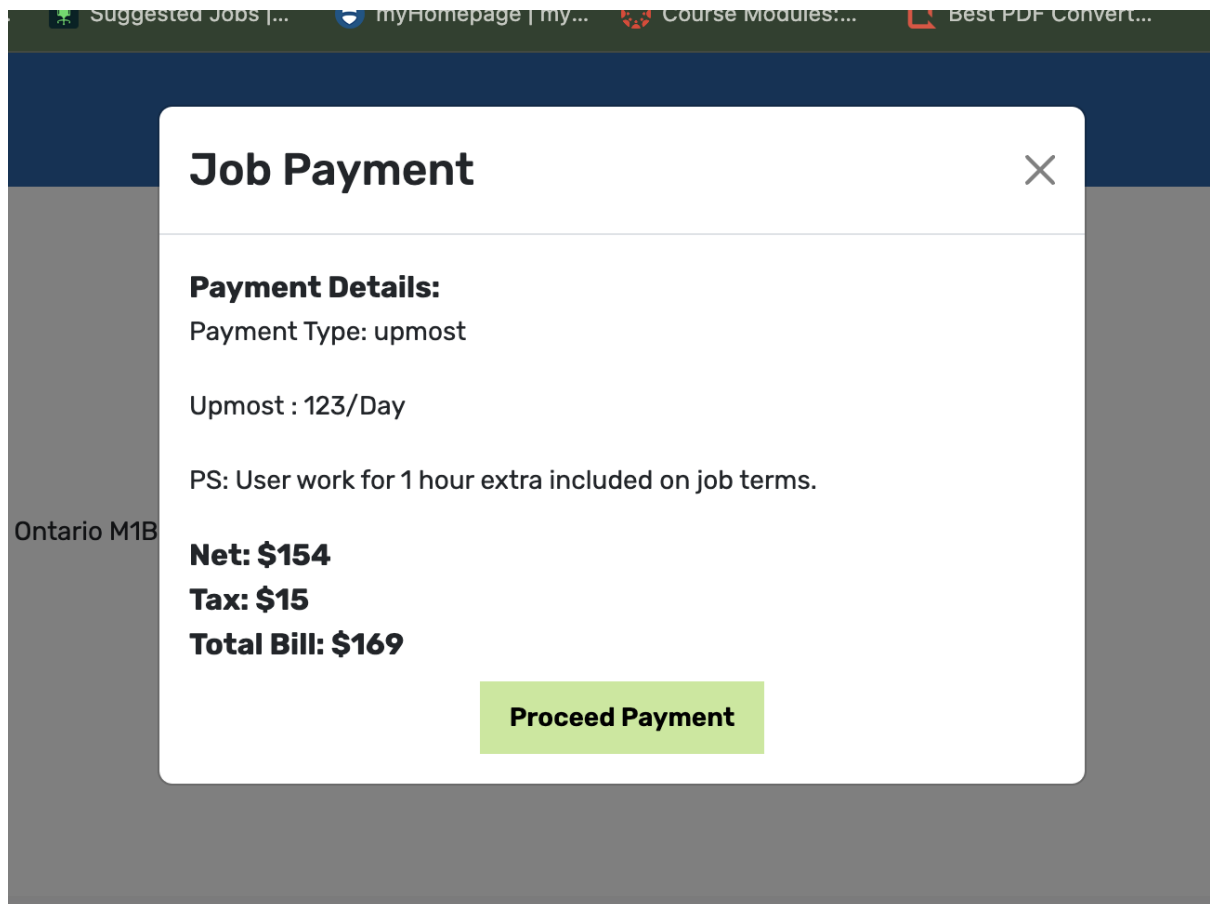 Suggested Jobs |...
myHomepage | my...
Course Modules:...
Best PDF Convert...
Job Payment
Payment Details:
Payment Type: upmost
Upmost : 123/Day
PS: User work for 1 hour extra included on job terms.
Ontario M1B
Net: $154
Tax: $15
Total Bill: $169
Proceed Payment